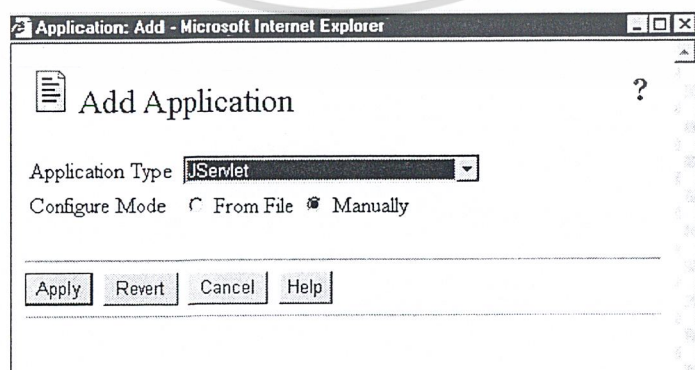 Application: Add - Microsoft Internet Explorer
Add Application
?
Application Type JServlet
Configure Mode From File Manually
Apply Revert Cancel Help